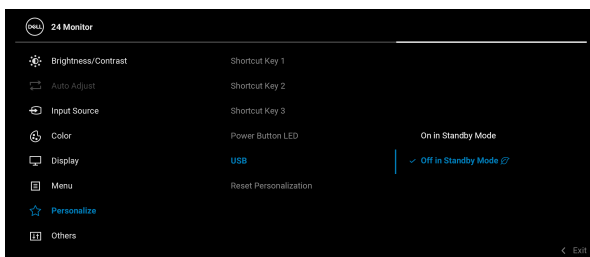 DELL 24 Monitor
Brightness/Contrast Shortcut Key 1
Auto Adjust Shortcut Key 2
Input Source Shortcut Key 3
Color Power Button LED On in Standby Mode
Display USB Off in Standby Mode
Menu Reset Personalization
Personalize
Others
Exit